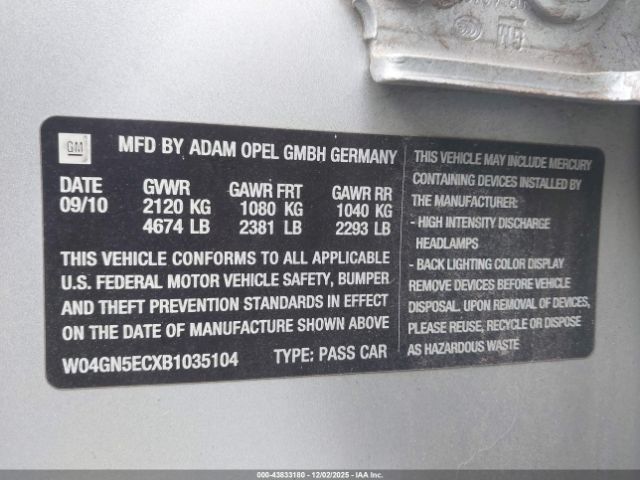 W5
GM
MFD BY ADAM OPEL GMBH GERMANY
DATE GVWR GAWR FRT GAWR RR
09/10 2120 KG 1080 KG 1040 KG
4674 LB 2381 LB 2293 LB
THIS VEHICLE CONFORMS TO ALL APPLICABLE
U.S. FEDERAL MOTOR VEHICLE SAFETY, BUMPER
AND THEFT PREVENTION STANDARDS IN EFFECT
ON THE DATE OF MANUFACTURE SHOWN ABOVE
W04GN5ECXB1035104 TYPE: PASS CAR
THIS VEHICLE MAY INCLUDE MERCURY
CONTAINING DEVICES INSTALLED BY
THE MANUFACTURER:
- HIGH INTENSITY DISCHARGE
HEADLAMPS
- BACK LIGHTING COLOR DISPLAY
REMOVE DEVICES BEFORE VEHICLE
DISPOSAL. UPON REMOVAL OF DEVICES,
PLEASE REUSE, RECYCLE OR DISPOSE
AS HAZARDOUS WASTE
000-43833180 - 12/02/2025 - IAA, Inc.